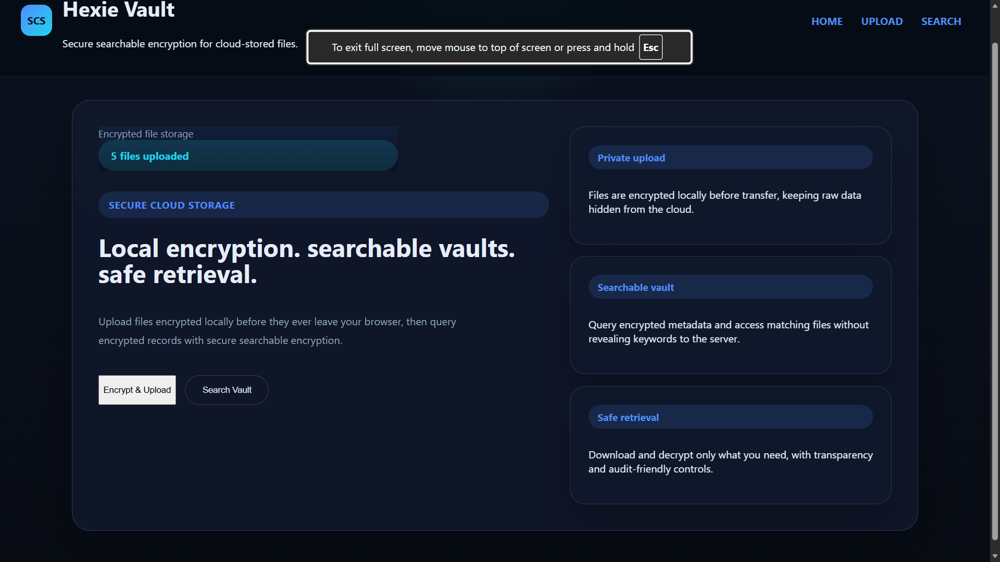 SCS
Hexie Vault
Secure searchable encryption for cloud-stored files.
HOME UPLOAD SEARCH
To exit full screen, move mouse to top of screen or press and hold Esc
Encrypted file storage
5 files uploaded
SECURE CLOUD STORAGE
Local encryption. searchable vaults.
safe retrieval.
Upload files encrypted locally before they ever leave your browser, then query
encrypted records with secure searchable encryption.
Encrypt & Upload
Search Vault
Private upload
Files are encrypted locally before transfer, keeping raw data
hidden from the cloud.
Searchable vault
Query encrypted metadata and access matching files without
revealing keywords to the server.
Safe retrieval
Download and decrypt only what you need, with transparency
and audit-friendly controls.